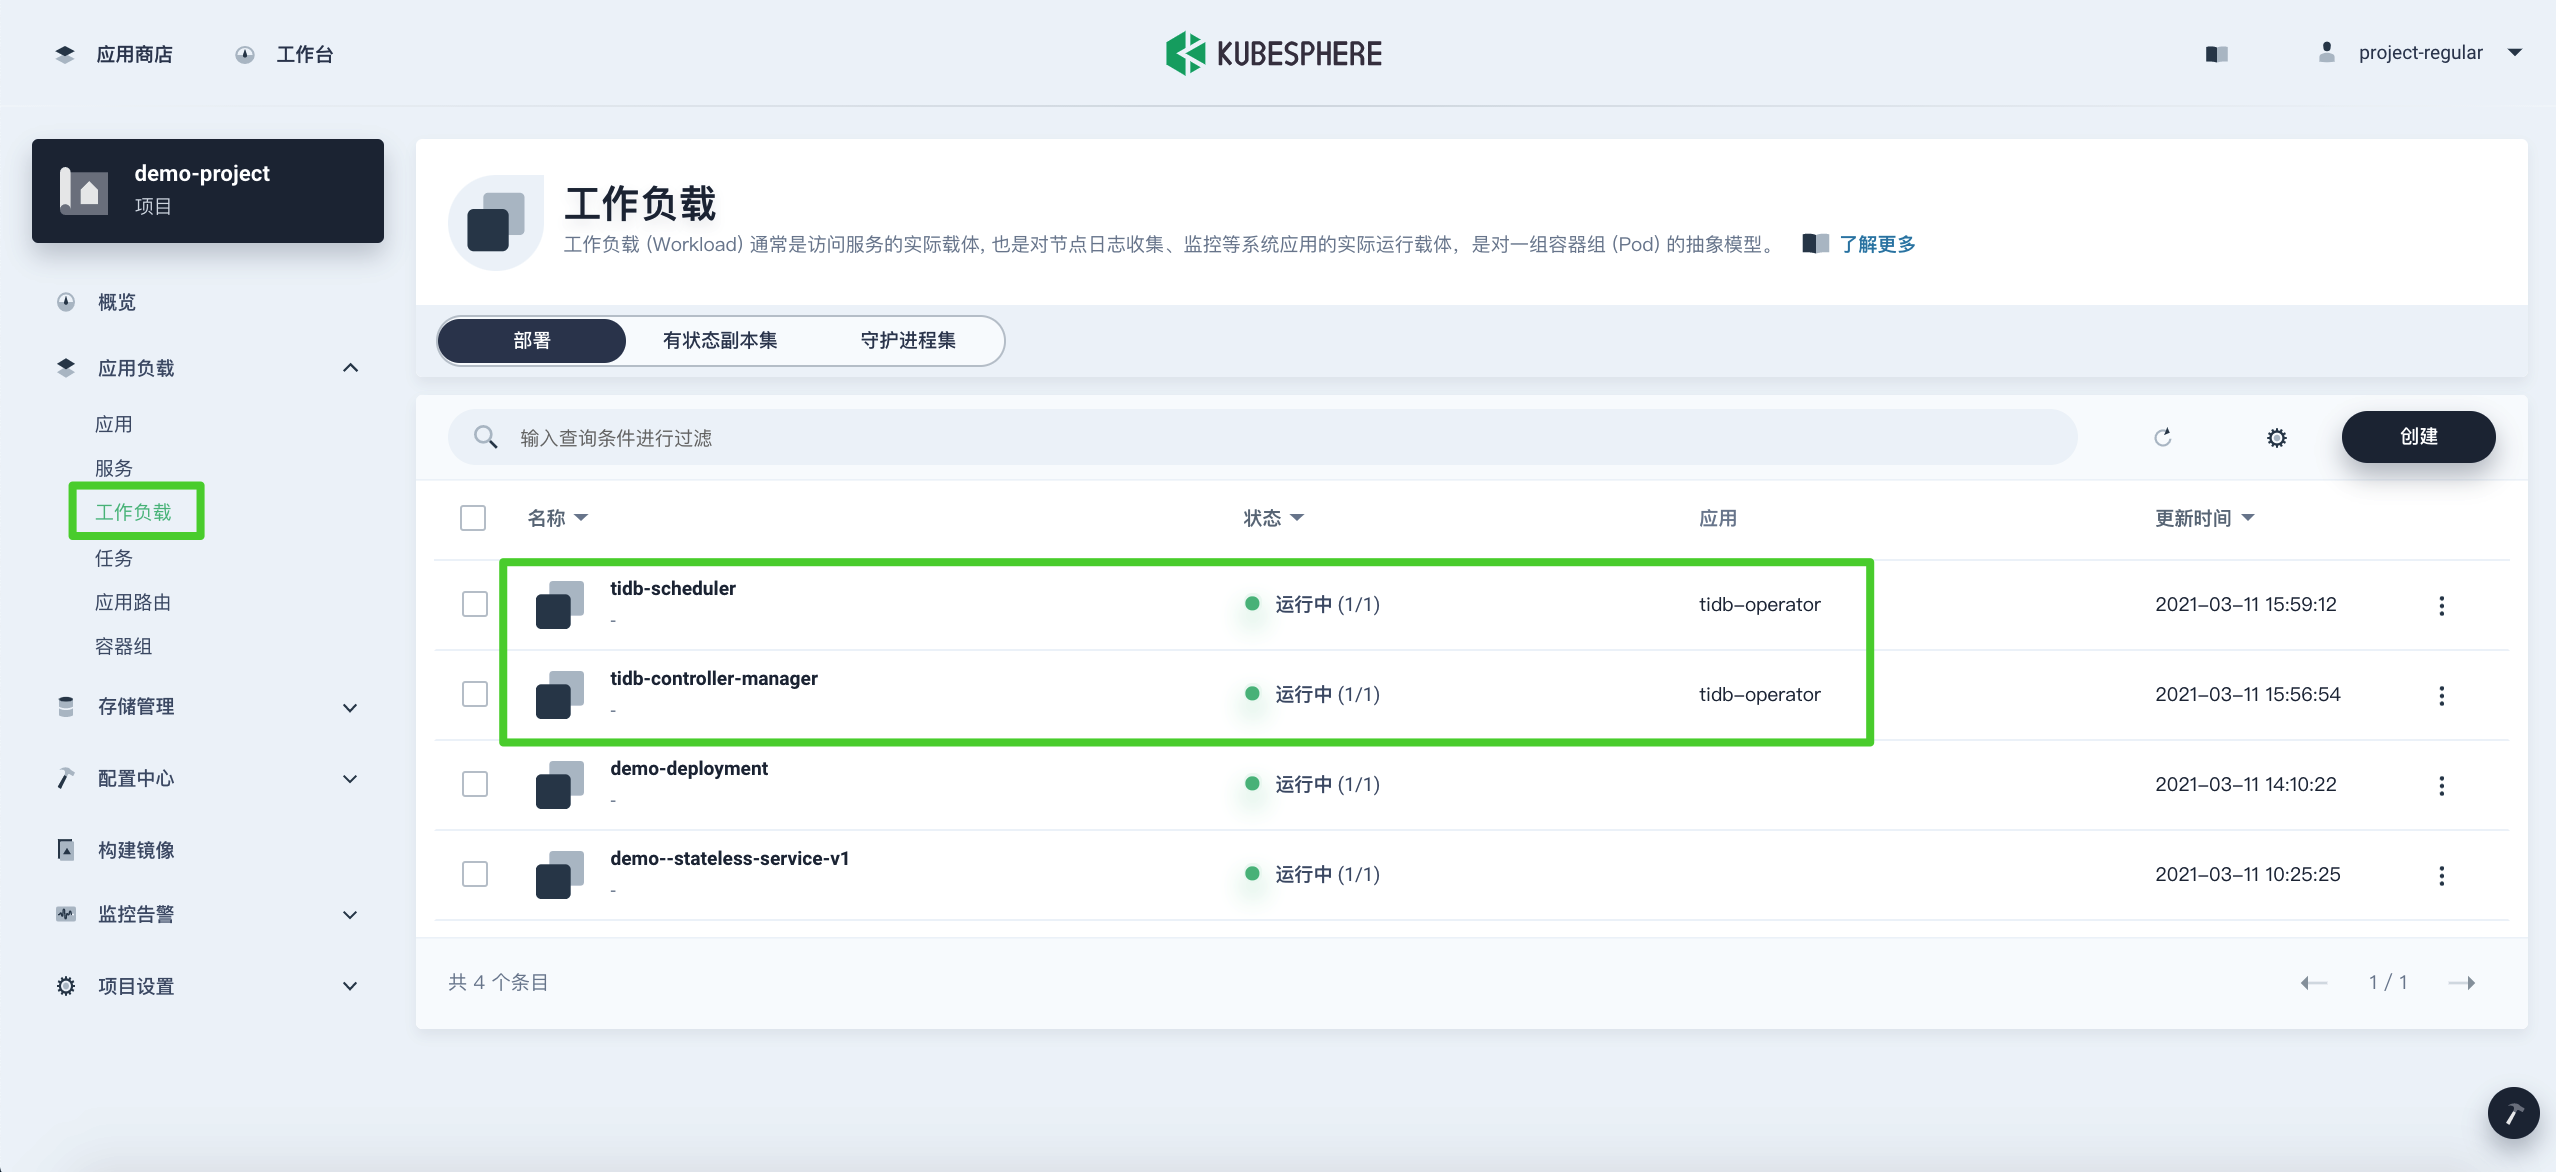 应用商店 工作台 KUBESPHERE project-regular
demo-project
项目
概览
应用负载
应用
服务
工作负载
任务
应用路由
容器组
存储管理
配置中心
构建镜像
监控告警
项目设置
工作负载
工作负载 (Workload) 通常是访问服务的实际载体, 也是对节点日志收集、监控等系统应用的实际运行载体，是对一组容器组 (Pod) 的抽象模型。 了解更多
部署 有状态副本集 守护进程集
输入查询条件进行过滤 创建
名称 状态 应用 更新时间
tidb-scheduler
-
运行中 (1/1) tidb-operator 2021-03-11 15:59:12
tidb-controller-manager
-
运行中 (1/1) tidb-operator 2021-03-11 15:56:54
demo-deployment
-
运行中 (1/1) 2021-03-11 14:10:22
demo--stateless-service-v1
-
运行中 (1/1) 2021-03-11 10:25:25
共 4 个条目 1 / 1